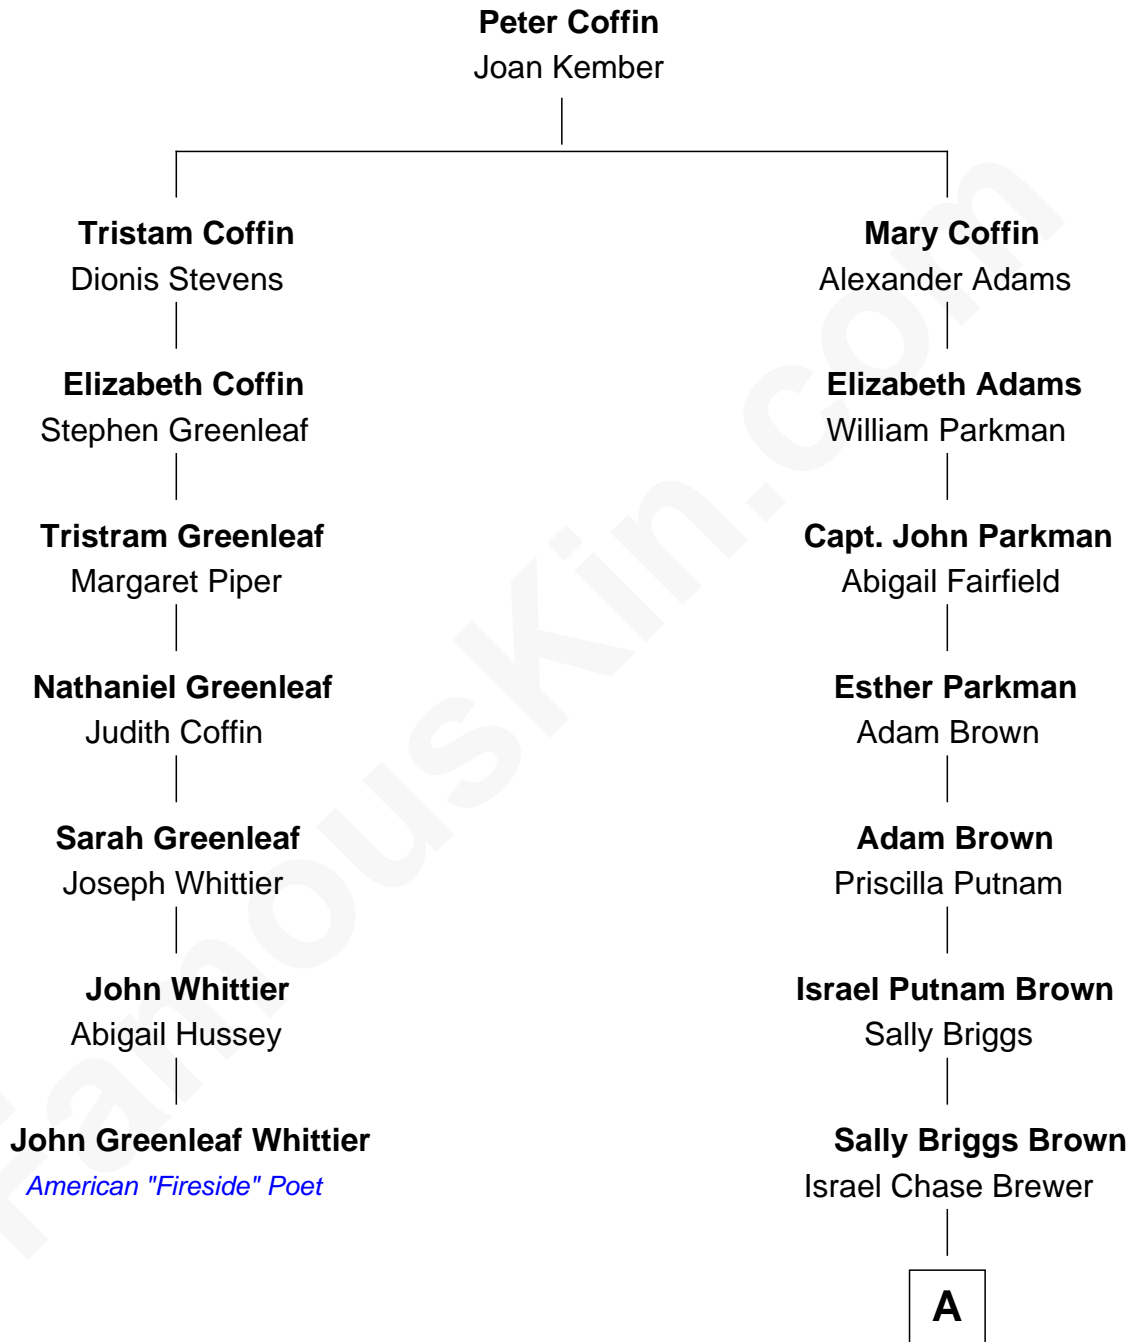 Peter Coffin
Joan Kember
Tristam Coffin
Dionis Stevens
Mary Coffin
Alexander Adams
Elizabeth Coffin
Stephen Greenleaf
Elizabeth Adams
William Parkman
Tristram Greenleaf
Margaret Piper
Capt. John Parkman
Abigail Fairfield
Nathaniel Greenleaf
Judith Coffin
Esther Parkman
Adam Brown
Sarah Greenleaf
Joseph Whittier
Adam Brown
Priscilla Putnam
John Whittier
Abigail Hussey
Israel Putnam Brown
Sally Briggs
John Greenleaf Whittier
American "Fireside" Poet
Sally Briggs Brown
Israel Chase Brewer
A
FamousKin.com